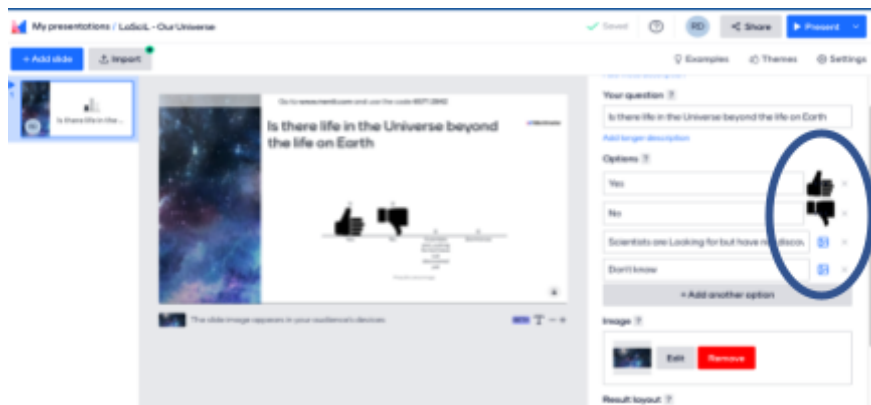 My presentations / LaSciL - Our Universe
Saved
RD
Share
Present
+ Add slide
Import
Examples
Themes
Settings
1
Is there life in the ...
Go to www.menti.com and use the code
Is there life in the Universe beyond
the life on Earth
Yes
No
The slide image appears in your audience's devices
Your question ?
Is there life in the Universe beyond the life on Earth
Add longer description
Options ?
Yes
No
Scientists are Looking for but have not
Don't know
+ Add another option
Image ?
Edit
Remove
Result layout ?